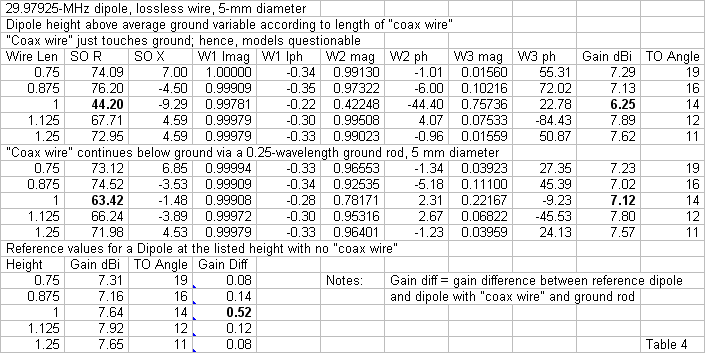 29.97925-MHz dipole, lossless wire, 5-mm diameter
Dipole height above average ground variable according to length of "coax wire"
"Coax wire" just touches ground; hence, models questionable
Wire Len SO R SO X W1 Imag W1 Iph W2 mag W2 ph W3 mag W3 ph Gain dBi TO Angle
0.75 74.09 7.00 1.00000 -0.34 0.99130 -1.01 0.01560 55.31 7.29 19
0.875 76.20 -4.50 0.99909 -0.35 0.97322 -6.00 0.10216 72.02 7.13 16
1 44.20 -9.29 0.99781 -0.22 0.42248 -44.40 0.75736 22.78 6.25 14
1.125 67.71 4.59 0.99979 -0.30 0.99508 4.07 0.07533 -84.43 7.89 12
1.25 72.95 4.59 0.99979 -0.33 0.99023 -0.96 0.01559 50.87 7.62 11
"Coax wire" continues below ground via a 0.25-wavelength ground rod, 5 mm diameter
0.75 73.12 6.85 0.99994 -0.33 0.96553 -1.34 0.03923 27.35 7.23 19
0.875 74.52 -3.53 0.99909 -0.34 0.92535 -5.18 0.11100 45.39 7.02 16
1 63.42 -1.48 0.99908 -0.28 0.78171 2.31 0.22167 -9.23 7.12 14
1.125 66.24 -3.89 0.99972 -0.30 0.95316 2.67 0.06822 -45.53 7.80 12
1.25 71.98 4.53 0.99979 -0.33 0.96401 -1.23 0.03959 24.13 7.57 11
Reference values for a Dipole at the listed height with no "coax wire"
Height Gain dBi TO Angle Gain Diff
0.75 7.31 19 0.08 Notes: Gain diff = gain difference between reference dipole
0.875 7.16 16 0.14 and dipole with "coax wire" and ground rod
1 7.64 14 0.52
1.125 7.92 12 0.12
1.25 7.65 11 0.08 Table 4